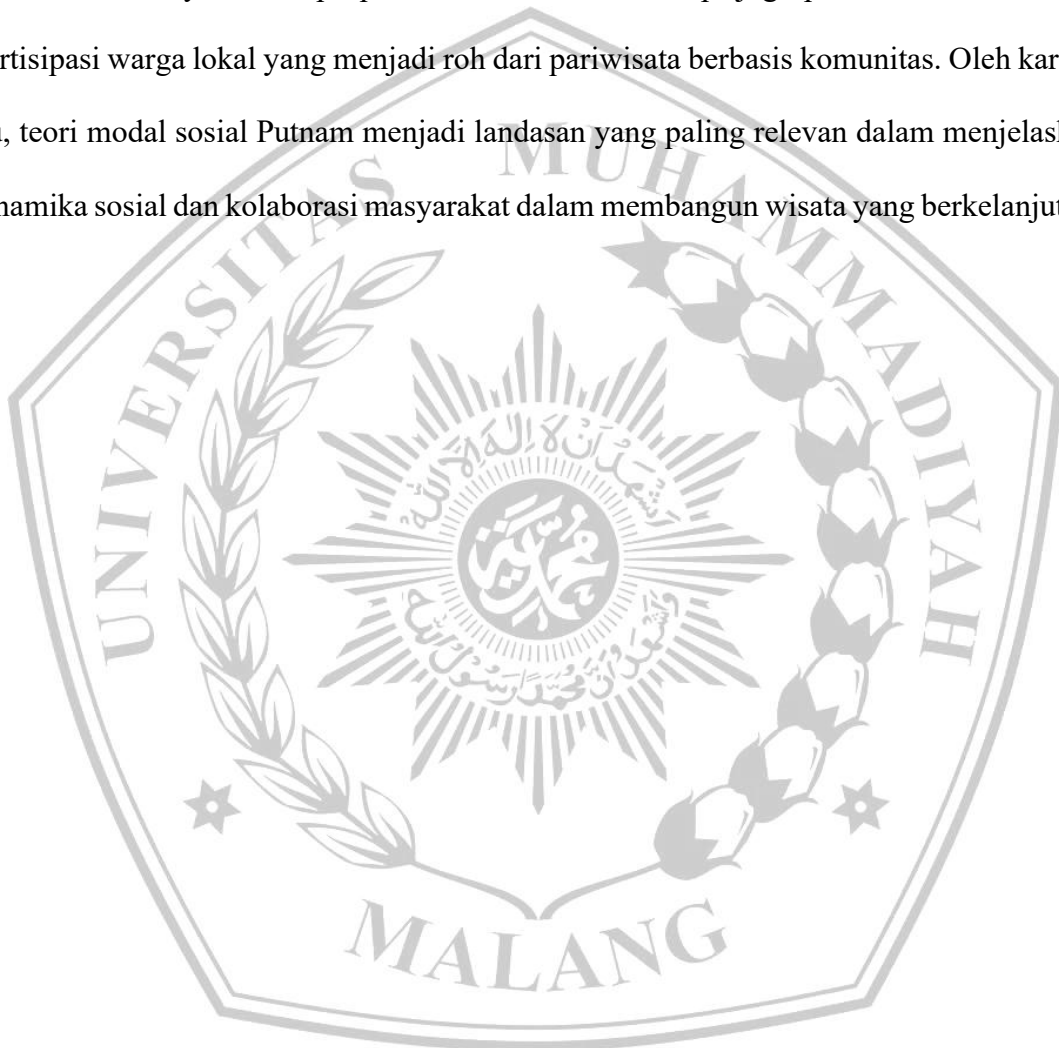 rtisipasi warga lokal yang menjadi roh dari pariwisata berbasis komunitas. Oleh kar
, teori modal sosial Putnam menjadi landasan yang paling relevan dalam menjelas
namika sosial dan kolaborasi masyarakat dalam membangun wisata yang berkelanjut
UNIVERSITAS MUHAMMADIYAH
MALANG